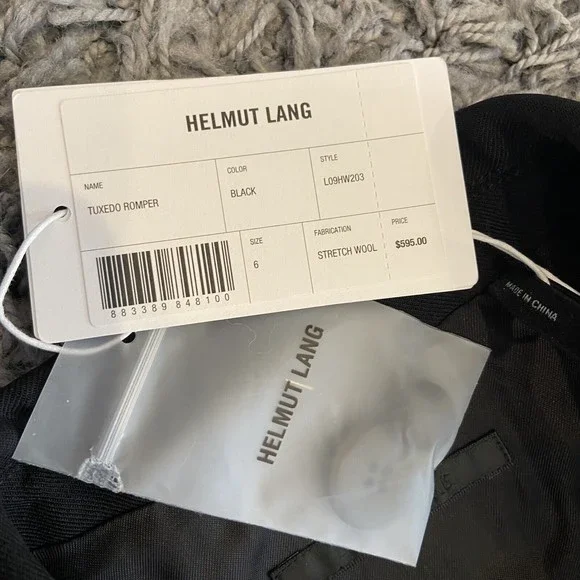 HELMUT LANG
NAME
TUXEDO ROMPER
COLOR
BLACK
STYLE
L09HW203
883389 848100
SIZE
6
FABRICATION
STRETCH WOOL
PRICE
$595.00
MADE IN CHINA
HELMUT LANG